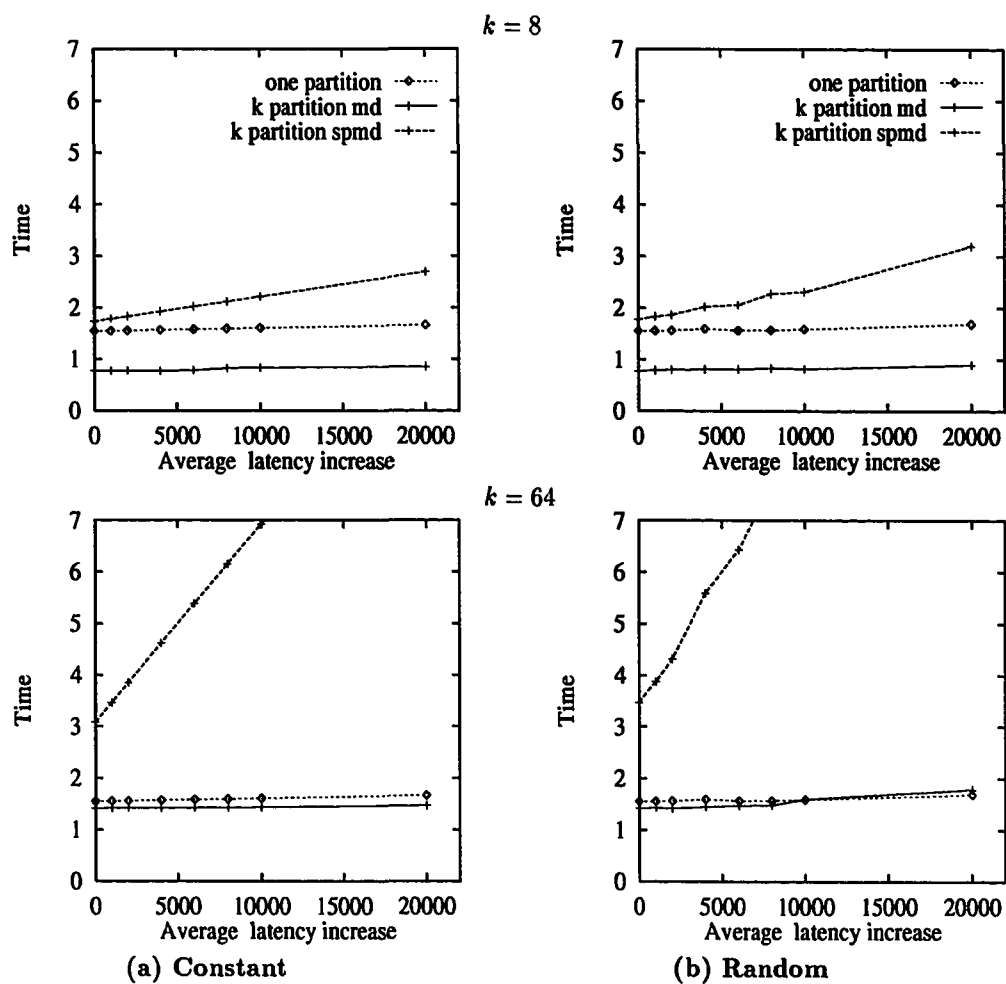 k = 8
7
6
5
4
3
2
1
0
Time
one partition
k partition md
k partition spmd
0 5000 10000 15000 20000
Average latency increase
7
6
5
4
3
2
1
0
Time
one partition
k partition md
k partition spmd
0 5000 10000 15000 20000
Average latency increase
k = 64
7
6
5
4
3
2
1
0
Time
0 5000 10000 15000 20000
Average latency increase
(a) Constant
7
6
5
4
3
2
1
0
Time
0 5000 10000 15000 20000
Average latency increase
(b) Random